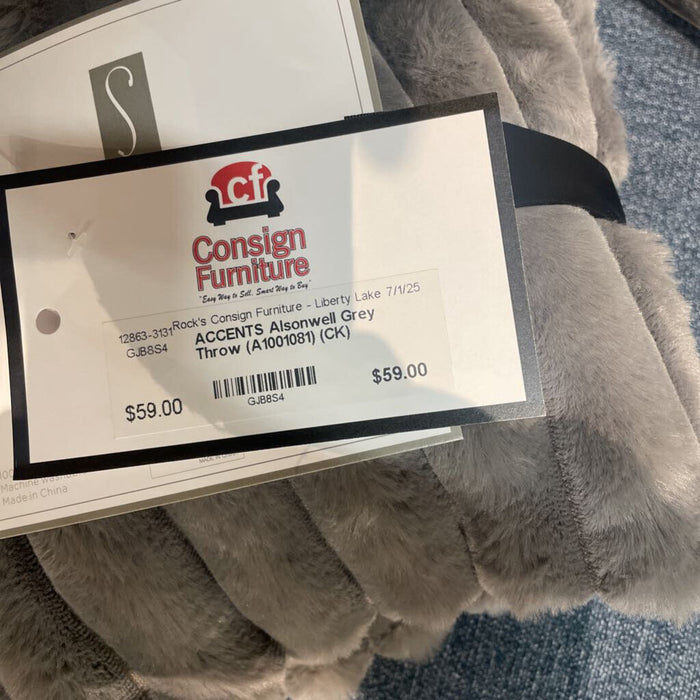 S
cf
Consign
Furniture
"Easy Way to Sell, Smart Way to Buy"
12863-3131 Rock's Consign Furniture - Liberty Lake 7/1/25
GJB8S4 ACCENTS Alsonwell Grey
Throw (A1001081) (CK)
$59.00 GJB8S4 $59.00
Machine
Made in China